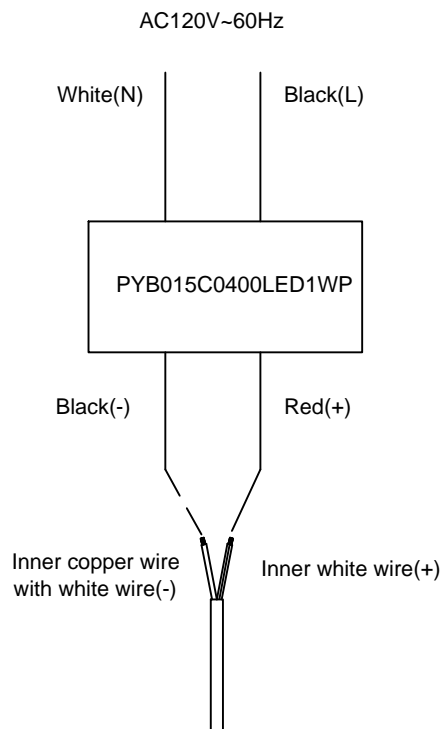 AC120V~60Hz
White(N)
Black(L)
PYB015C0400LED1WP
Black(-)
Red(+)
Inner copper wire
with white wire(-)
Inner white wire(+)